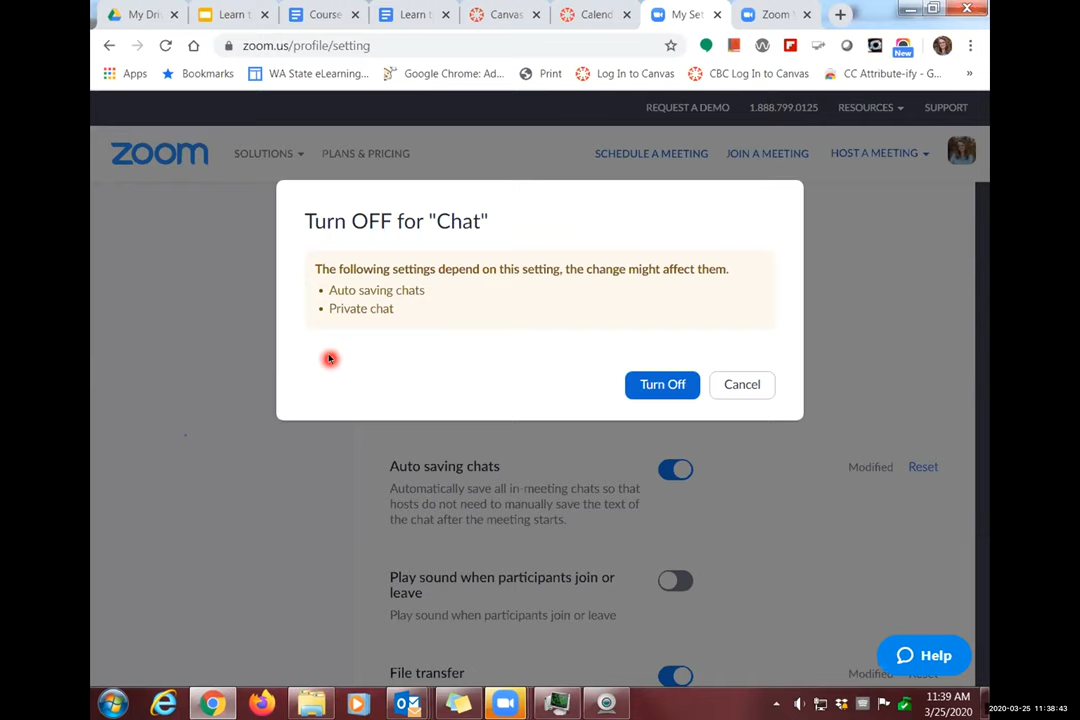 My Dri
Learn t
Course
Learn t
Canvas
Calend
My Set
Zoom
zoom.us/profile/setting
New
Apps
Bookmarks
WA State eLearning...
Google Chrome: Ad...
Print
Log In to Canvas
CBC Log In to Canvas
CC Attribute-ify - G...
»
REQUEST A DEMO
1.888.799.0125
RESOURCES
SUPPORT
zoom
SOLUTIONS
PLANS & PRICING
SCHEDULE A MEETING
JOIN A MEETING
HOST A MEETING
Turn OFF for "Chat"
The following settings depend on this setting, the change might affect them.
• Auto saving chats
• Private chat
Turn Off
Cancel
Auto saving chats
Modified
Reset
Automatically save all in-meeting chats so that
hosts do not need to manually save the text of
the chat after the meeting starts.
Play sound when participants join or
leave
Play sound when participants join or leave
Help
File transfer
Modified
Reset
11:39 AM
3/25/2020
2020-03-25 11:38:43